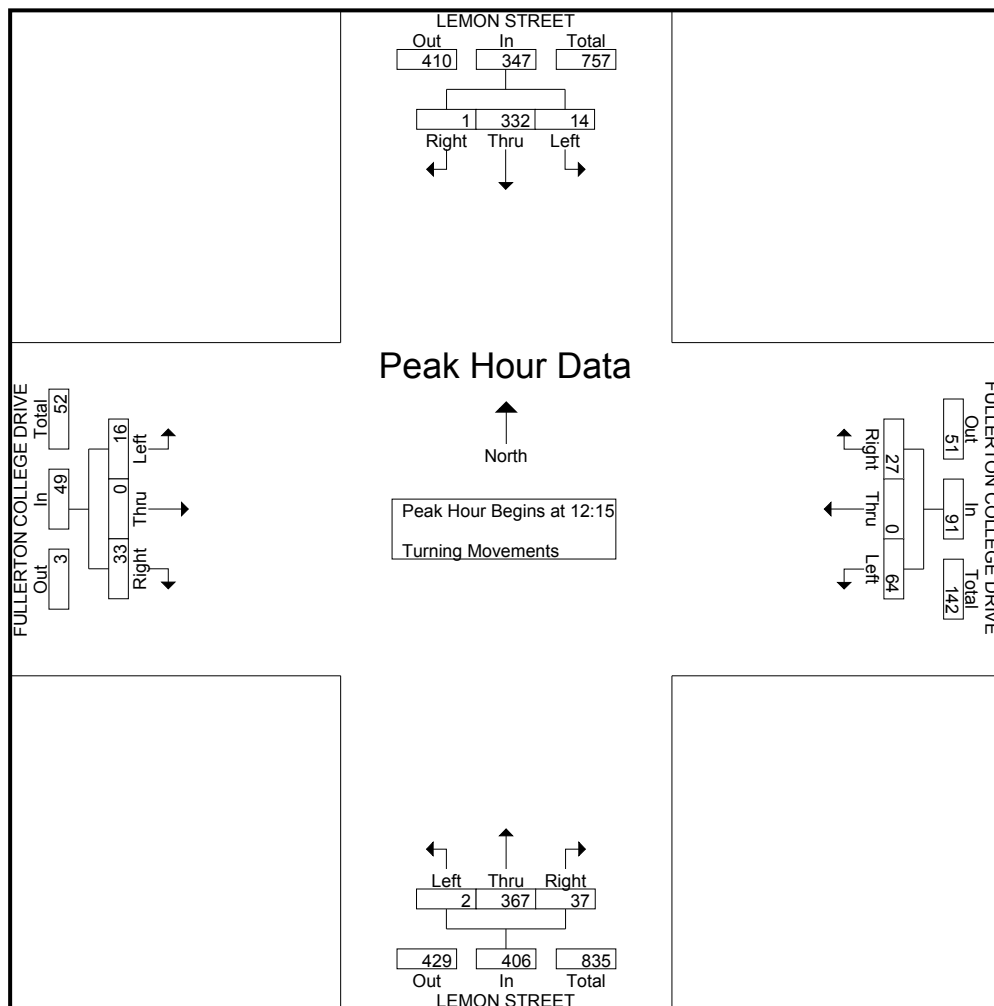 LEMON STREET
Out In Total
410 347 757
1 332 14
Right Thru Left
Peak Hour Data
North
Peak Hour Begins at 12:15
Turning Movements
FULLERTON COLLEGE DRIVE
Out In Total
3 49 52
16 0 33
Left Thru Right
FULLERTON COLLEGE DRIVE
Out In Total
51 91 142
27 0 64
Right Thru Left
Left Thru Right
2 367 37
429 406 835
Out In Total
LEMON STREET